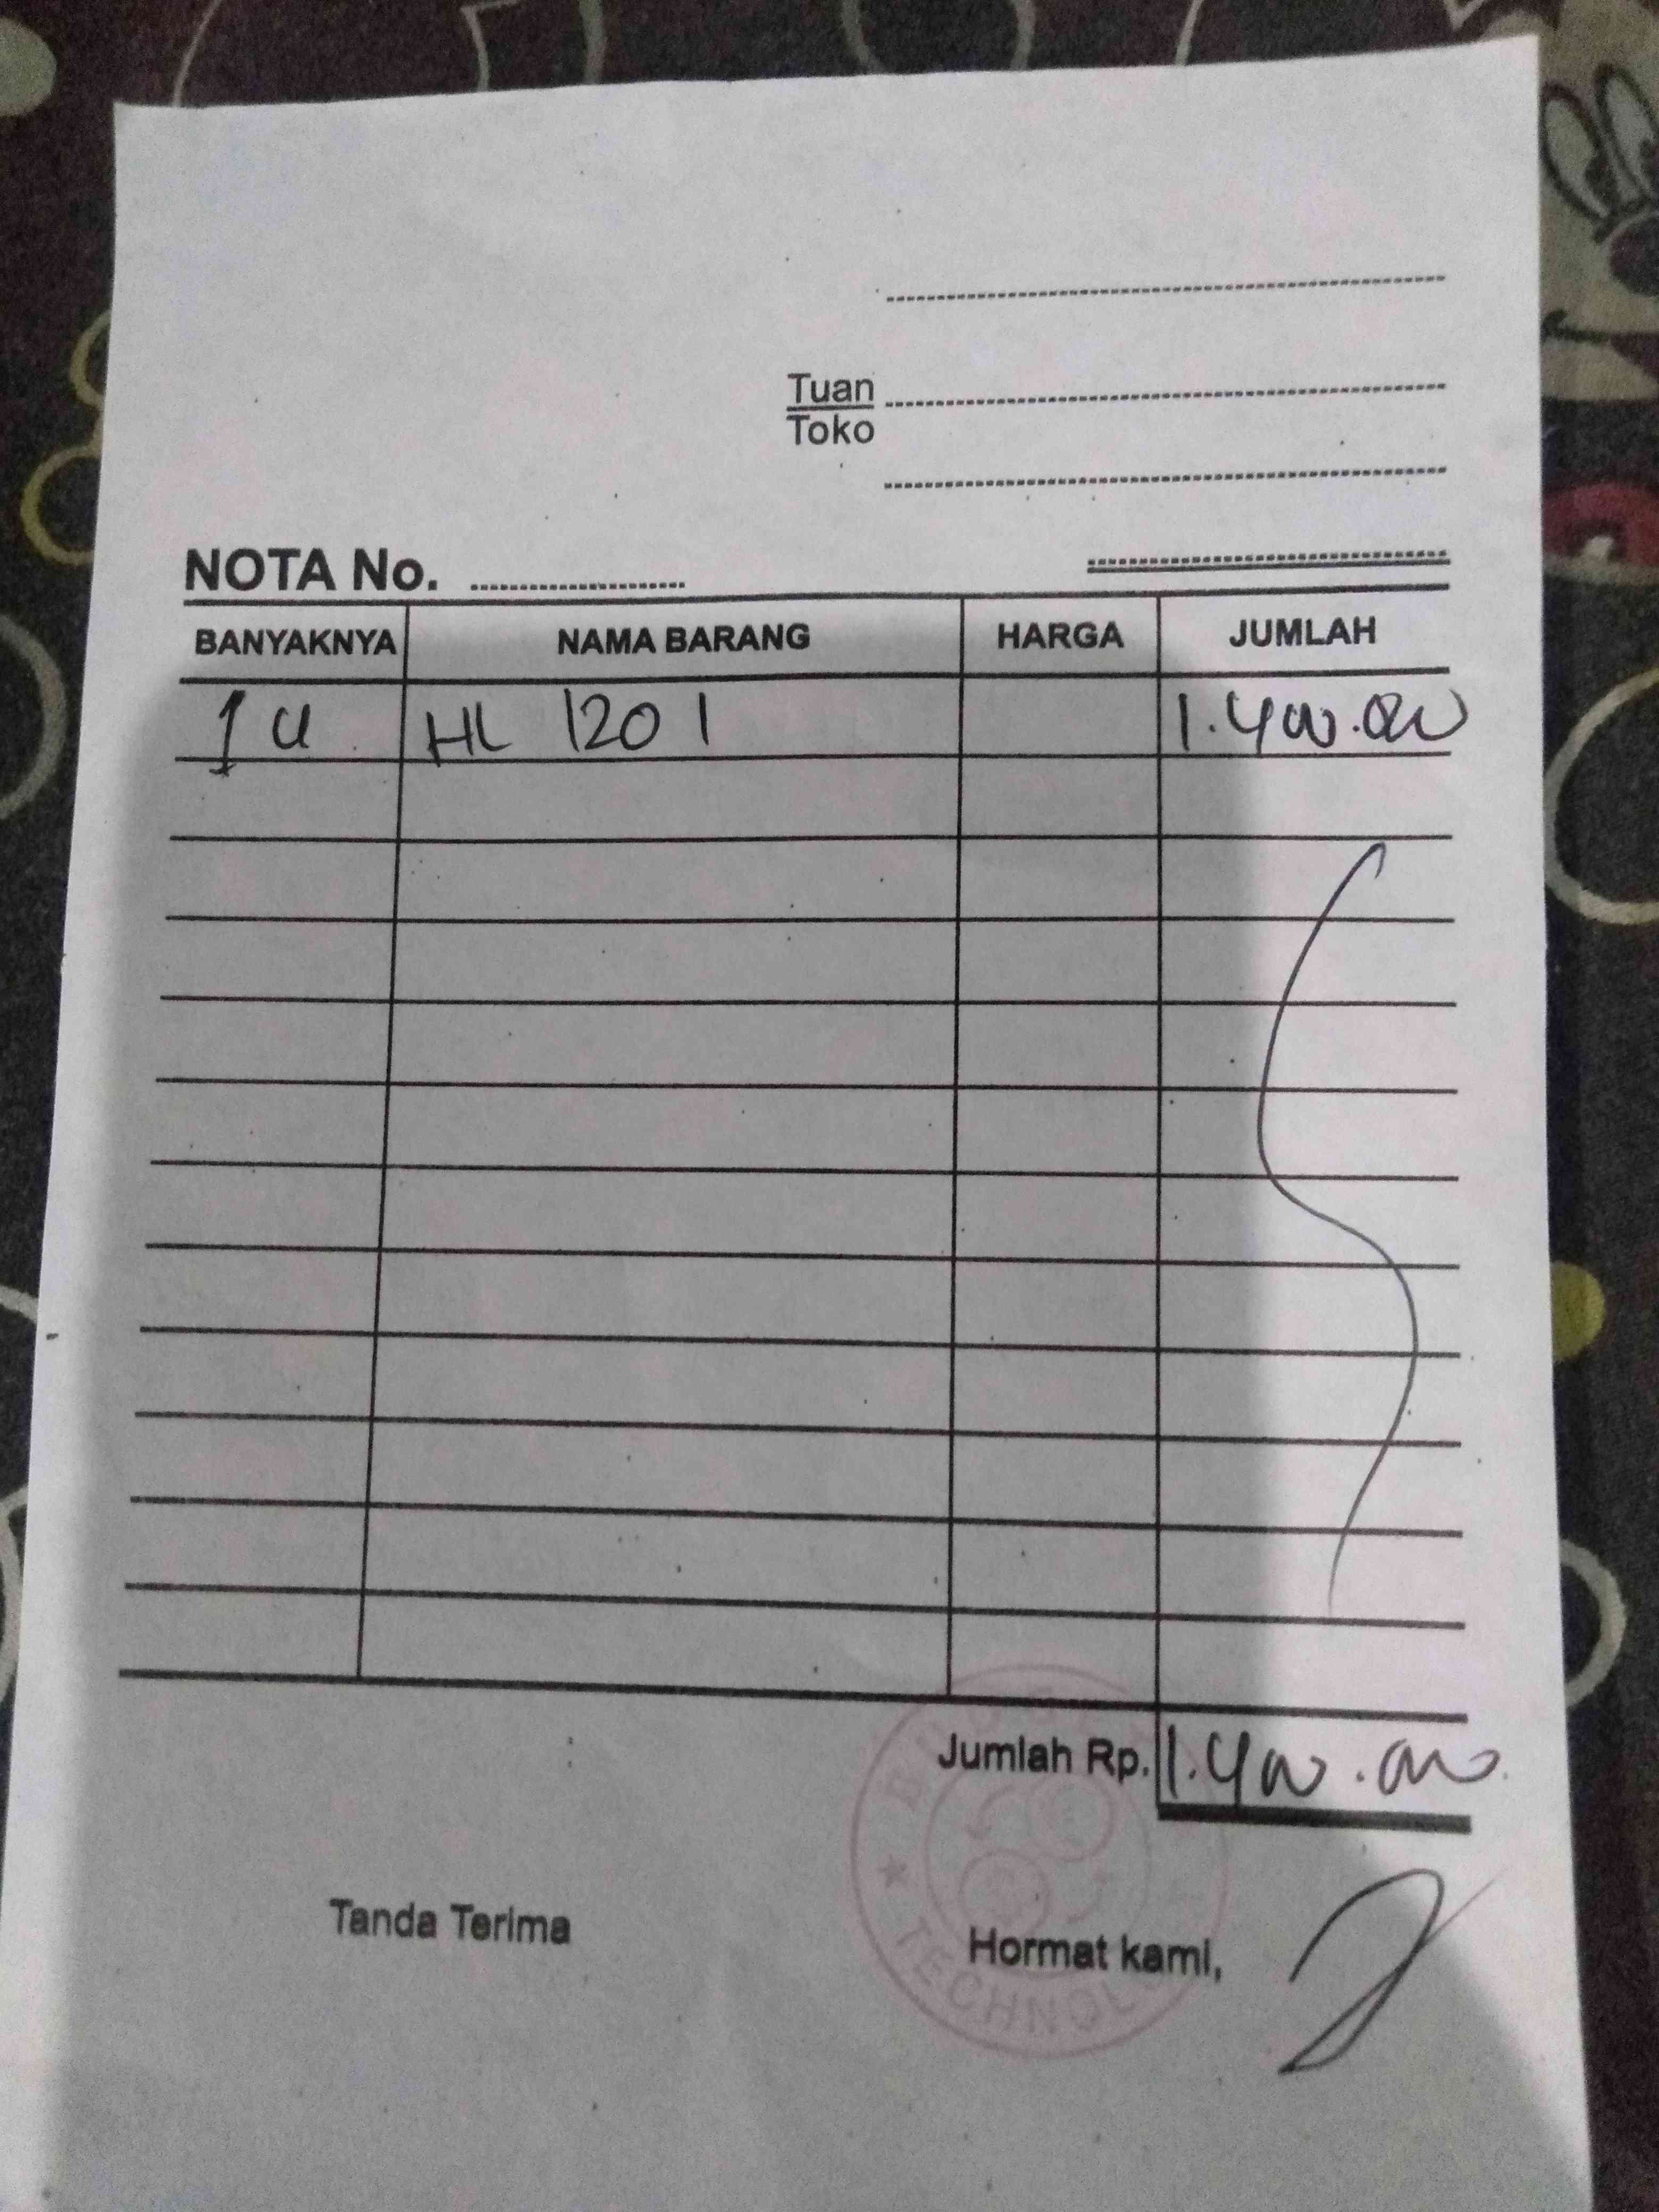 Tuan
Toko
NOTA No.
BANYAKNYA NAMA BARANG HARGA JUMLAH
1 u HL 1201 1.400.000
Jumlah Rp. 1.400.000
Tanda Terima Hormat kami,